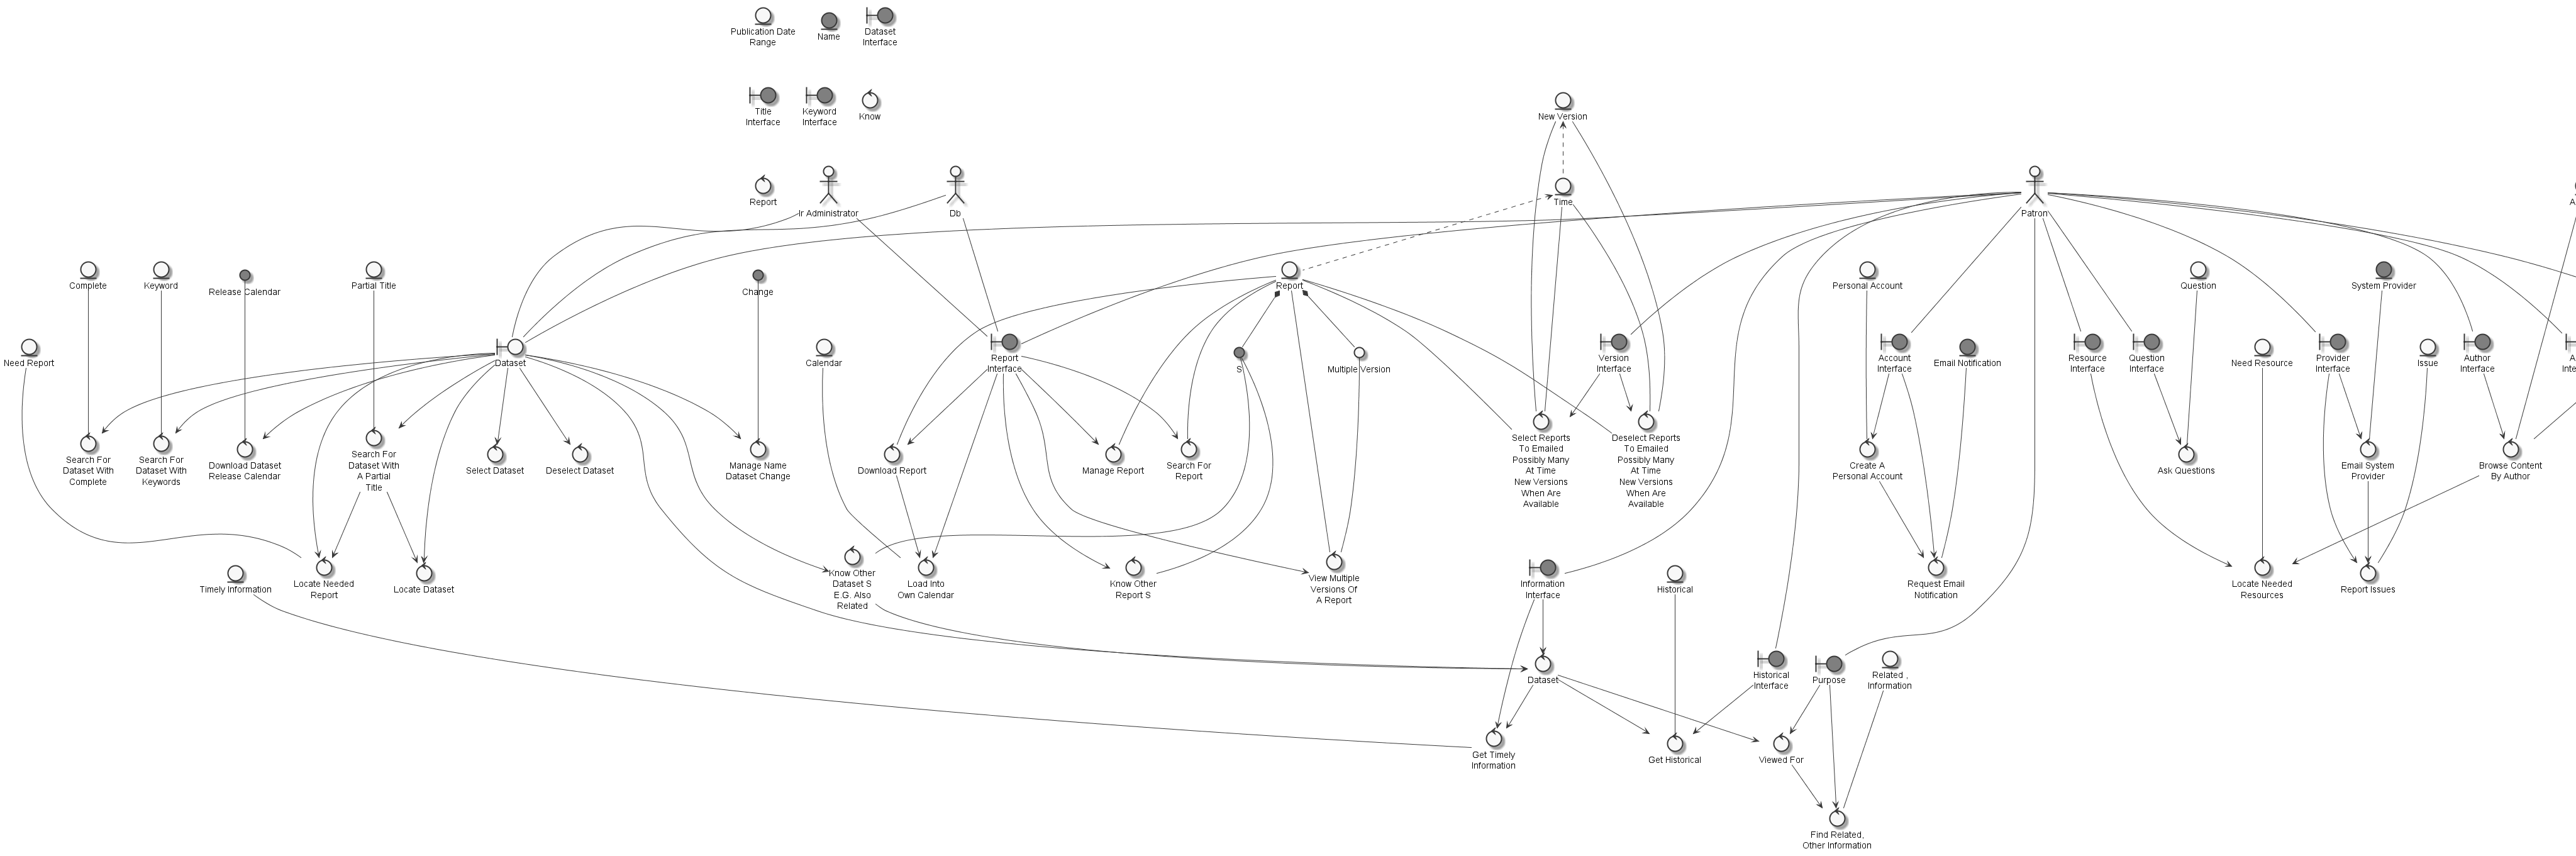 Publication Date
Range
Name
Dataset
Interface
Title
Interface
Keyword
Interface
Know
New Version
Report
Ir Administrator
Db
Time
Patron
A
Complete
Keyword
Release Calendar
Partial Title
Change
Report
Personal Account
Question
System Provider
Need Report
Dataset
Calendar
Report
Interface
S
Multiple Version
Version
Interface
Account
Interface
Email Notification
Resource
Interface
Question
Interface
Need Resource
Provider
Interface
Issue
Author
Interface
A
Inte
Search For
Dataset With
Complete
Search For
Dataset With
Keywords
Download Dataset
Release Calendar
Search For
Dataset With
A Partial
Title
Select Dataset
Deselect Dataset
Manage Name
Dataset Change
Download Report
Manage Report
Search For
Report
Select Reports
To Emailed
Possibly Many
At Time
New Versions
When Are
Available
Deselect Reports
To Emailed
Possibly Many
At Time
New Versions
When Are
Available
Create A
Personal Account
Ask Questions
Email System
Provider
Browse Content
By Author
Timely Information
Locate Needed
Report
Locate Dataset
Know Other
Dataset S
E.G. Also
Related
Load Into
Own Calendar
Know Other
Report S
View Multiple
Versions Of
A Report
Information
Interface
Historical
Request Email
Notification
Locate Needed
Resources
Report Issues
Dataset
Historical
Interface
Purpose
Related ,
Information
Get Timely
Information
Get Historical
Viewed For
Find Related,
Other Information